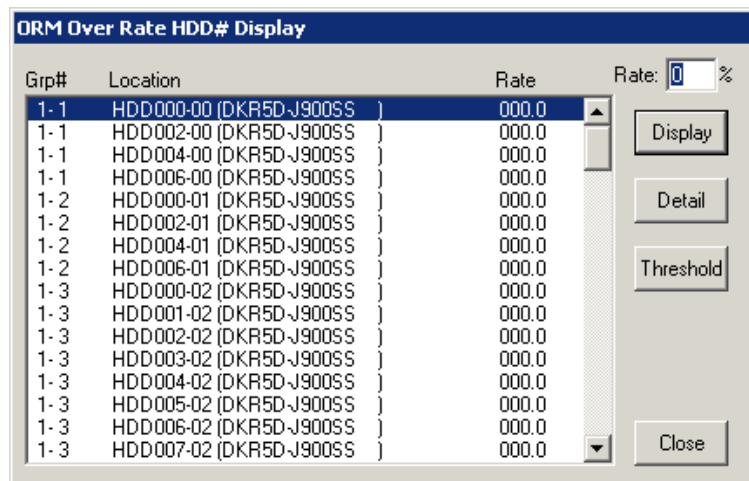 ORM Over Rate HDD# Display
Grp# Location Rate Rate: 0 %
1- 1 HDD000-00 (DKR5D-J900SS ) 000.0
1- 1 HDD002-00 (DKR5D-J900SS ) 000.0
1- 1 HDD004-00 (DKR5D-J900SS ) 000.0
1- 1 HDD006-00 (DKR5D-J900SS ) 000.0
1- 2 HDD000-01 (DKR5D-J900SS ) 000.0
1- 2 HDD002-01 (DKR5D-J900SS ) 000.0
1- 2 HDD004-01 (DKR5D-J900SS ) 000.0
1- 2 HDD006-01 (DKR5D-J900SS ) 000.0
1- 3 HDD000-02 (DKR5D-J900SS ) 000.0
1- 3 HDD001-02 (DKR5D-J900SS ) 000.0
1- 3 HDD002-02 (DKR5D-J900SS ) 000.0
1- 3 HDD003-02 (DKR5D-J900SS ) 000.0
1- 3 HDD004-02 (DKR5D-J900SS ) 000.0
1- 3 HDD005-02 (DKR5D-J900SS ) 000.0
1- 3 HDD006-02 (DKR5D-J900SS ) 000.0
1- 3 HDD007-02 (DKR5D-J900SS ) 000.0
Display
Detail
Threshold
Close